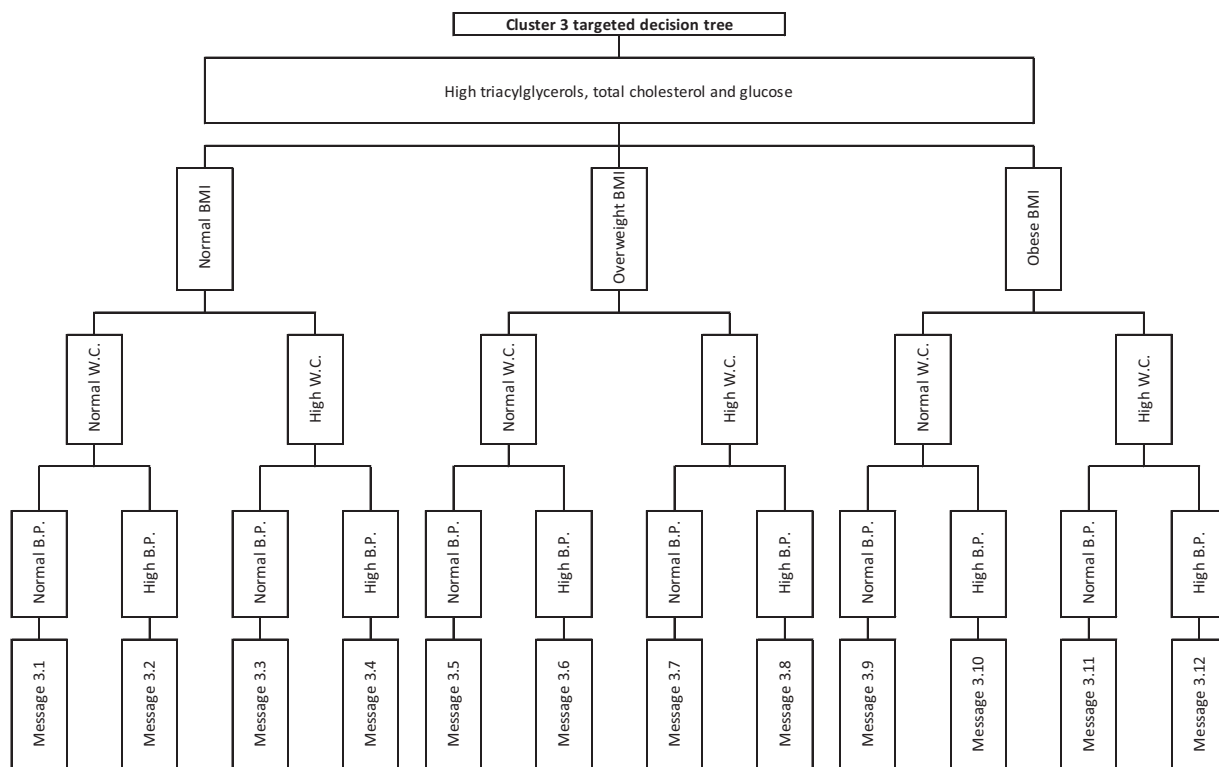 Cluster 3 targeted decision tree
High triacylglycerols, total cholesterol and glucose
Normal BMI
Overweight BMI
Obese BMI
Normal W.C.
High W.C.
Normal W.C.
High W.C.
Normal W.C.
High W.C.
Normal B.P.
High B.P.
Normal B.P.
High B.P.
Normal B.P.
High B.P.
Normal B.P.
High B.P.
Normal B.P.
High B.P.
Normal B.P.
High B.P.
Message 3.1
Message 3.2
Message 3.3
Message 3.4
Message 3.5
Message 3.6
Message 3.7
Message 3.8
Message 3.9
Message 3.10
Message 3.11
Message 3.12